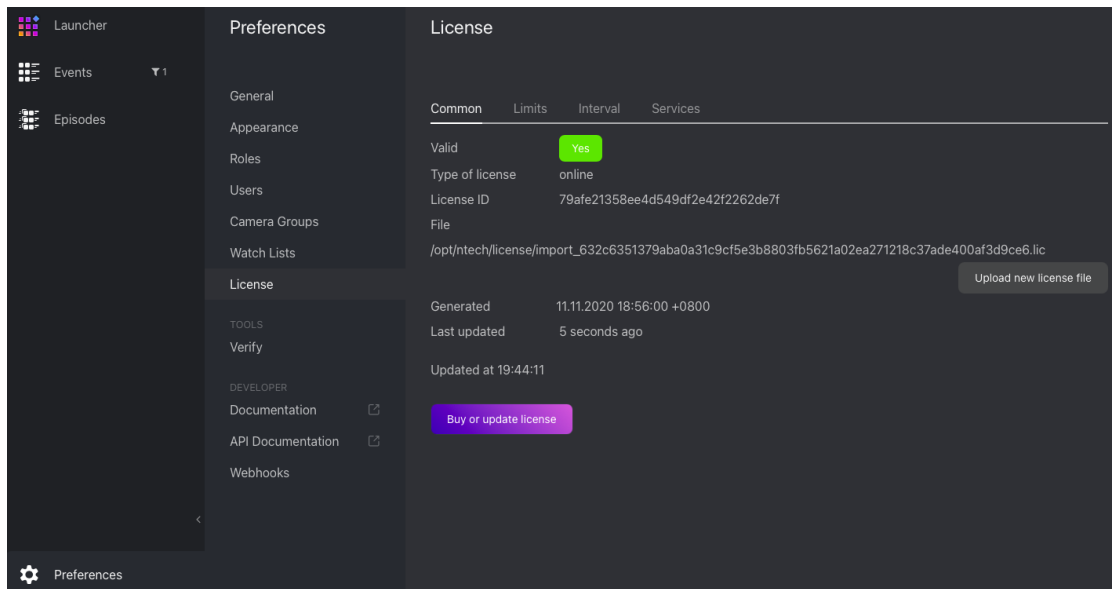 Launcher
Events 1
Episodes
Preferences
Preferences
General
Appearance
Roles
Users
Camera Groups
Watch Lists
License
TOOLS
Verify
DEVELOPER
Documentation
API Documentation
Webhooks
License
Common Limits Interval Services
Valid Yes
Type of license online
License ID 79afe21358ee4d549df2e42f2262de7f
File
/opt/ntech/license/import_632c6351379aba0a31c9cf5e3b8803fb5621a02ea271218c37ade400af3d9ce6.lic
Upload new license file
Generated 11.11.2020 18:56:00 +0800
Last updated 5 seconds ago
Updated at 19:44:11
Buy or update license